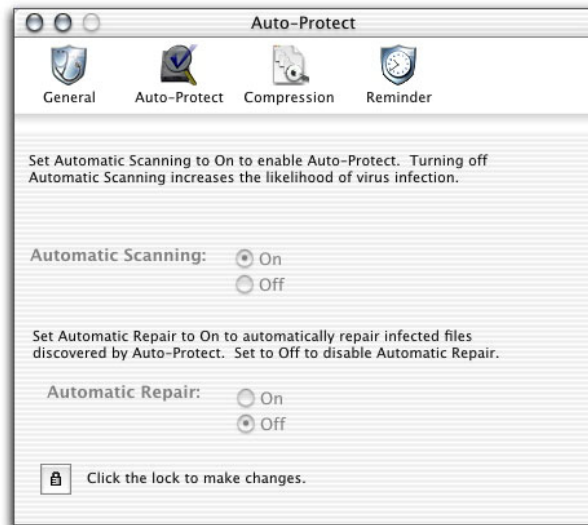 Auto-Protect
General Auto-Protect Compression Reminder
Set Automatic Scanning to On to enable Auto-Protect. Turning off
Automatic Scanning increases the likelihood of virus infection.
Automatic Scanning: On
Off
Set Automatic Repair to On to automatically repair infected files
discovered by Auto-Protect. Set to Off to disable Automatic Repair.
Automatic Repair: On
Off
Click the lock to make changes.